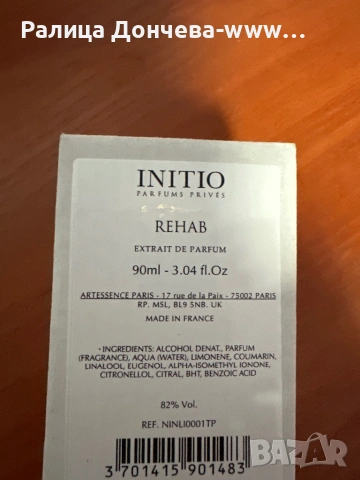 Ралица Дончева-www...
INITIO
PARFUMS PRIVÉS
REHAB
EXTRAIT DE PARFUM
90ml - 3.04 fl.Oz
ARTESSENCE PARIS - 17 rue de la Paix - 75002 PARIS
RP. MSL, BL9 5NB. UK
MADE IN FRANCE
• INGREDIENTS: ALCOHOL DENAT., PARFUM
(FRAGRANCE), AQUA (WATER), LIMONENE, COUMARIN,
LINALOOL, EUGENOL, ALPHA-ISOMETHYL IONONE,
CITRONELLOL, CITRAL, BHT, BENZOIC ACID
82% Vol.
REF. NINLI0001TP
3 701415 901483
bazar